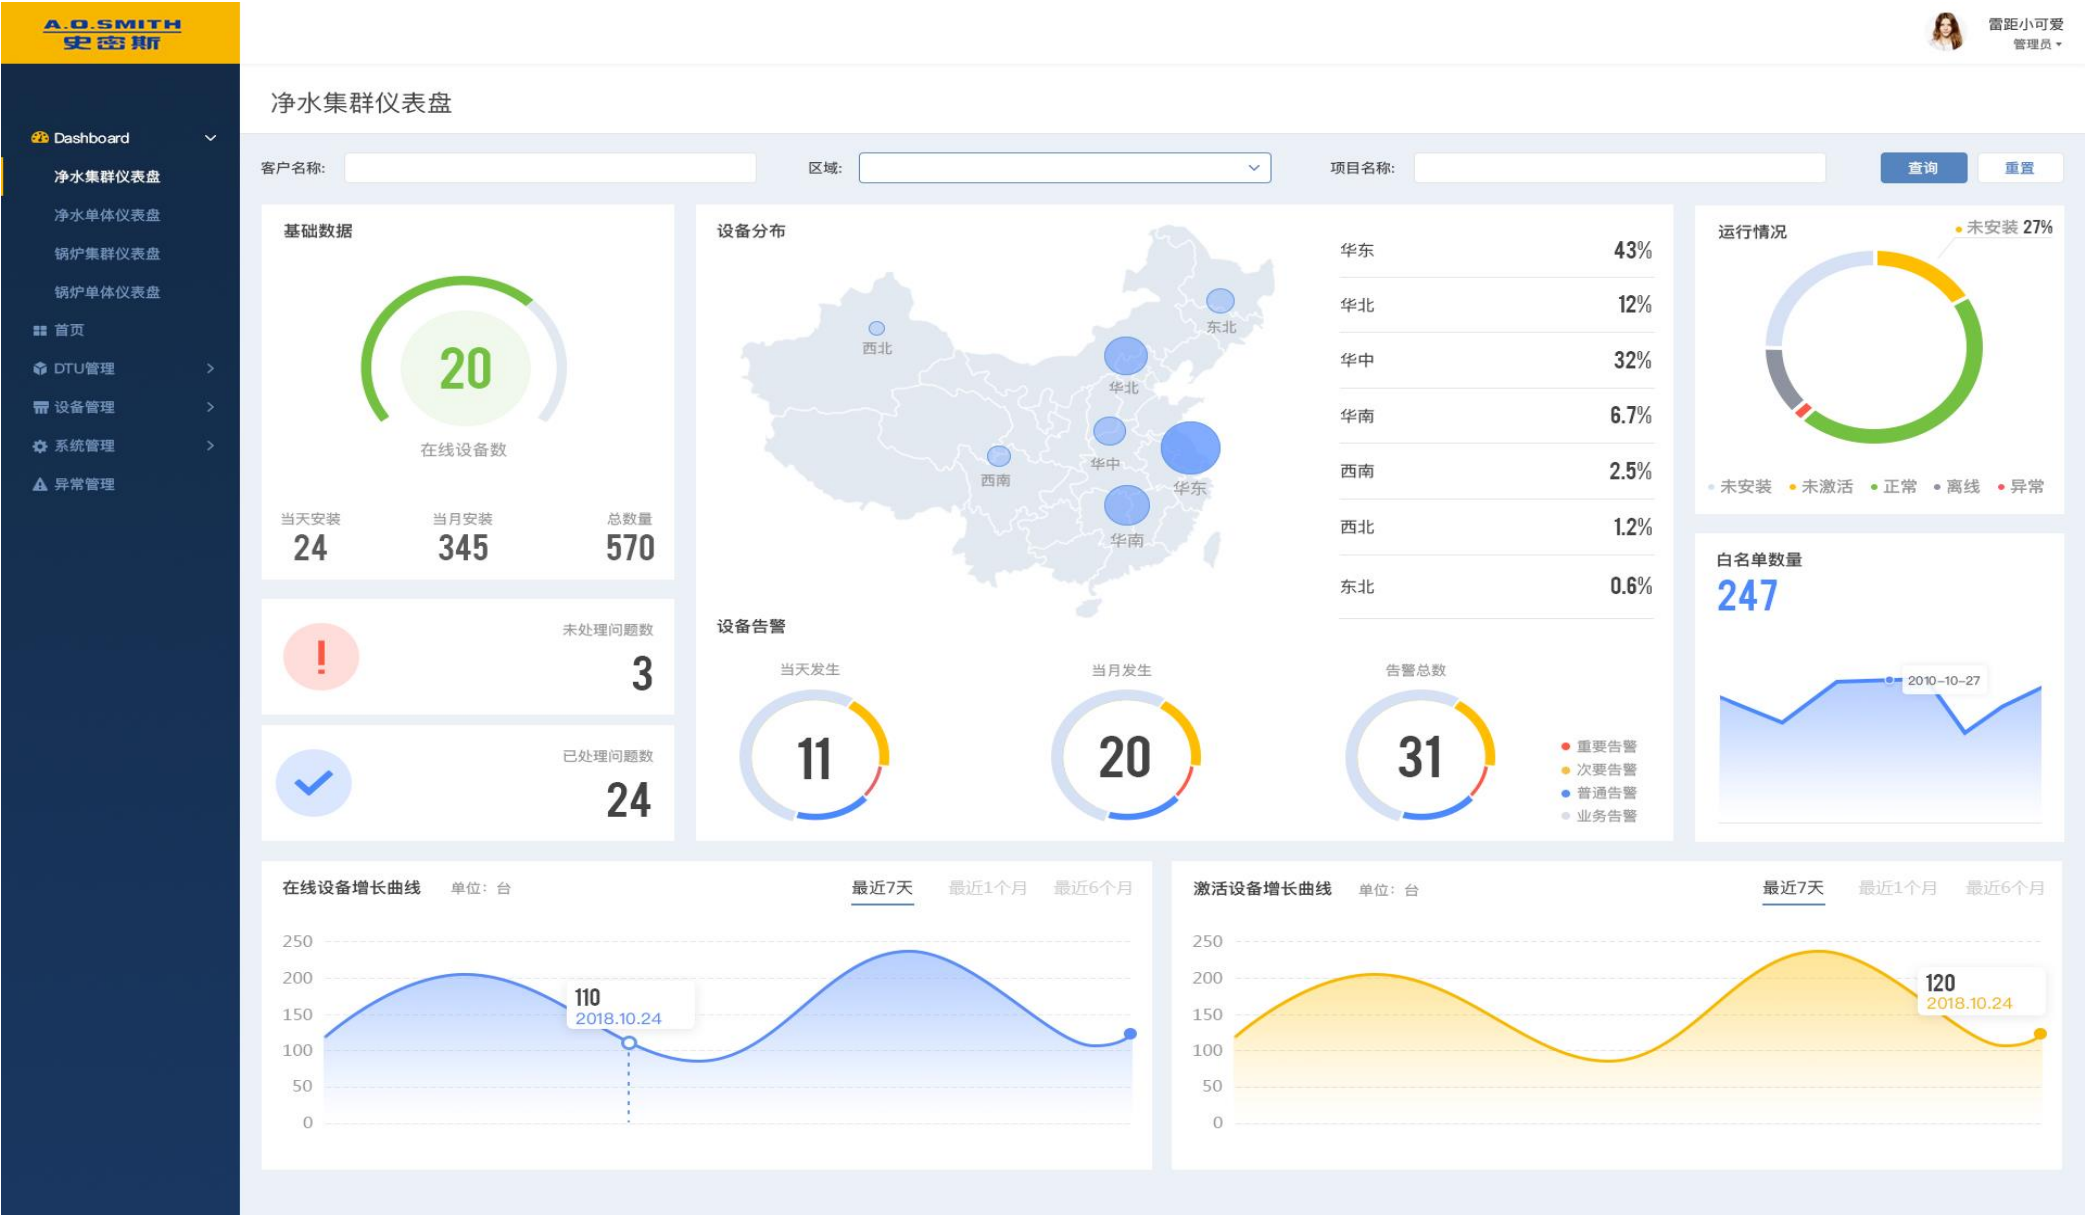 A.O.SMITH
史密斯
雷距小可爱
管理员
净水集群仪表盘
Dashboard
净水集群仪表盘
净水单体仪表盘
锅炉集群仪表盘
锅炉单体仪表盘
首页
DTU管理
设备管理
系统管理
异常管理
客户名称:
区域:
项目名称:
查询
重置
基础数据
20
在线设备数
当天安装
当月安装
总数量
24
345
570
未处理问题数
3
已处理问题数
24
设备分布
西北
东北
华北
华中
西南
华东
华南
华东 43%
华北 12%
华中 32%
华南 6.7%
西南 2.5%
西北 1.2%
东北 0.6%
设备告警
当天发生
11
当月发生
20
告警总数
31
重要告警
次要告警
普通告警
业务告警
运行情况
未安装 27%
未安装 未激活 正常 离线 异常
白名单数量
247
2010-10-27
在线设备增长曲线 单位: 台
最近7天 最近1个月 最近6个月
250
200
150
100
50
0
110
2018.10.24
激活设备增长曲线 单位: 台
最近7天 最近1个月 最近6个月
250
200
150
100
50
0
120
2018.10.24